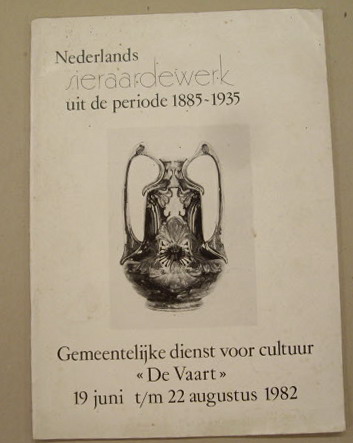 Nederlands
sieraardewerk
uit de periode 1885-1935
Gemeentelijke dienst voor cultuur
«De Vaart»
19 juni t/m 22 augustus 1982